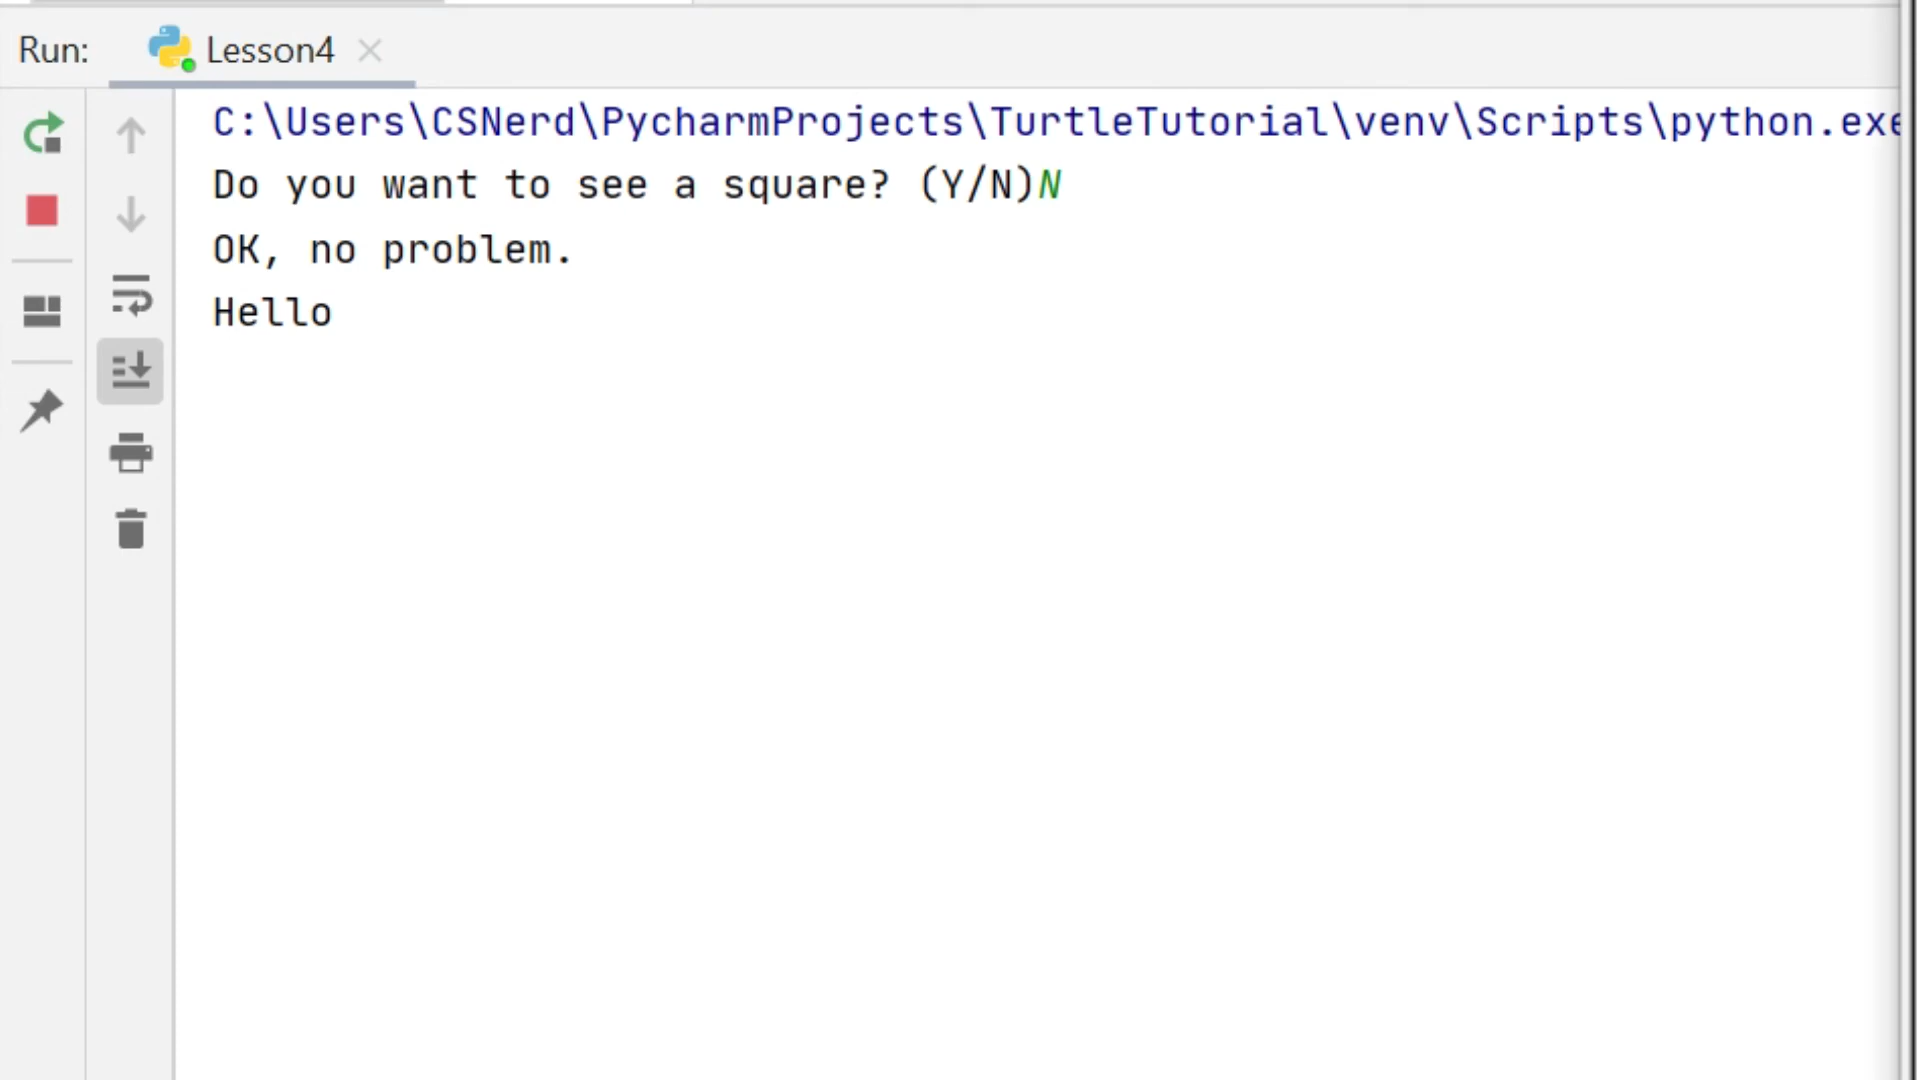 Run: Lesson4
C:\Users\CSNerd\PycharmProjects\TurtleTutorial\venv\Scripts\python.exe
Do you want to see a square? (Y/N)N
OK, no problem.
Hello